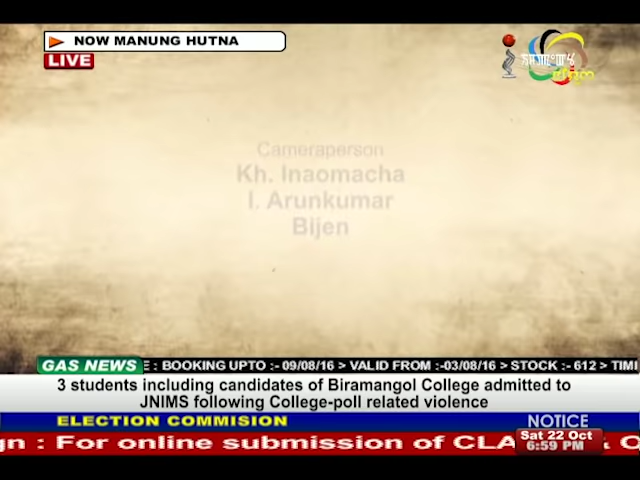 NOW MANUNG HUTNA
LIVE
Cameraperson
Kh. Inaomacha
I. Arunkumar
Bijen
GAS NEWS
E : BOOKING UPTO :- 09/08/16 > VALID FROM :-03/08/16 > STOCK :- 612 > TIMI
3 students including candidates of Biramangol College admitted to
JNIMS following College-poll related violence
ELECTION COMMISION
NOTICE
gn : For online submission of CLA
Sat 22 Oct
6:59 PM